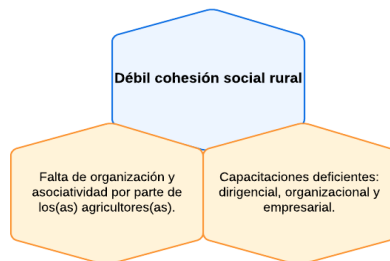 Débil cohesión social rural
Falta de organización y
asociatividad por parte de
los(as) agricultores(as).
Capacitaciones deficientes:
dirigencial, organizacional y
empresarial.